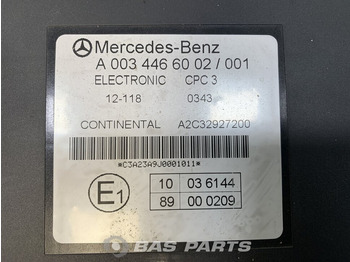 Mercedes-Benz
A 003 446 60 02 / 001
ELECTRONIC CPC 3
12-118 0343
CONTINENTAL A2C32927200
*C3A23A9J0001011*
E1
10 03 6144
89 00 0209
BAS PARTS